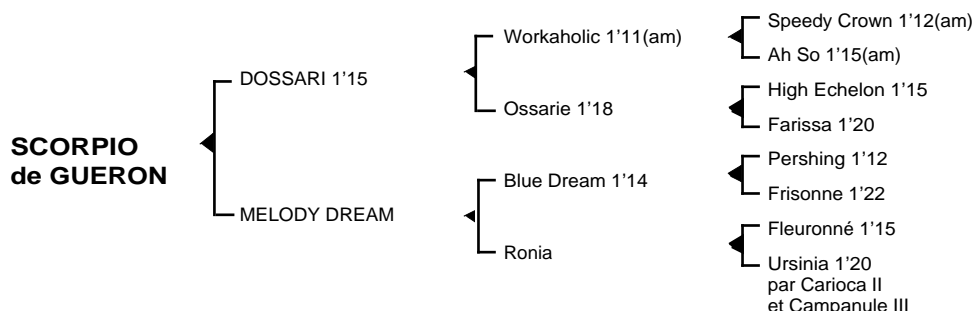 SCORPIO
de GUERON
DOSSARI 1’15
MELODY DREAM
Workaholic 1’11(am)
Ossarie 1’18
Blue Dream 1’14
Ronia
Speedy Crown 1’12(am)
Ah So 1’15(am)
High Echelon 1’15
Farissa 1’20
Pershing 1’12
Frisonne 1’22
Fleuronné 1’15
Ursinia 1’20
par Carioca II
et Campanule III